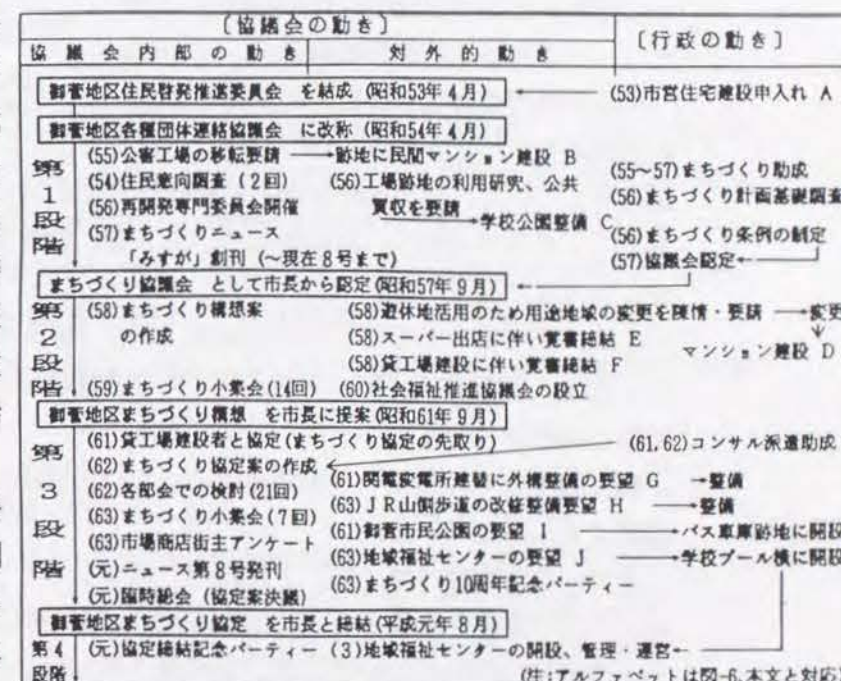 〔協議会の動き〕
〔行政の動き〕
協議会内部の動き
対外的動き
御菅地区住民啓発推進委員会 を結成(昭和53年4月)
(53)市営住宅建設申入れ A
御菅地区各種団体連絡協議会 に改称(昭和54年4月)
第1段階
(55)公害工場の移転要請 → 跡地に民間マンション建設 B
(54)住民意向調査(2回)
(56)再開発専門委員会開催
(57)まちづくりニュース
「みすが」創刊(~現在8号まで)
(56)工場跡地の利用研究、公共
買収を要請 → 学校公園整備 C
(55~57)まちづくり助成
(56)まちづくり計画基礎調査
(56)まちづくり条例の制定
(57)協議会認定←
まちづくり協議会 として市長から認定(昭和57年9月)
第2段階
(58)まちづくり構想案
の作成
(59)まちづくり小集会(14回)
(58)遊休地活用のため用途地域の変更を陳情・要請 → 変更
(58)スーパー出店に伴い覚書締結 E
マンション建設 D
(58)貸工場建設に伴い覚書締結 F
(60)社会福祉推進協議会の設立
御菅地区まちづくり構想 を市長に提案(昭和61年9月)
第3段階
(61)貸工場建設者と協定(まちづくり協定の先取り)
(61,62)コンサル派遣助成
(62)まちづくり協定案の作成
(62)各部会での検討(21回)
(63)まちづくり小集会(7回)
(63)市場商店街主アンケート
(元)ニュース第8号発刊
(元)臨時総会(協定案決議)
(61)関電変電所建替に外構整備の要望 G → 整備
(63)JR山側歩道の改修整備要望 H → 整備
(61)御菅市民公園の要望 I → バス車庫跡地に開設
(63)地域福祉センターの要望 J → 学校プール横に開設
(63)まちづくり10周年記念パーティー
御菅地区まちづくり協定 を市長と締結(平成元年8月)
第4段階
(元)協定締結記念パーティー
(3)地域福祉センターの開設、管理・運営←
(注:アルファベットは図-6,本文と対応)